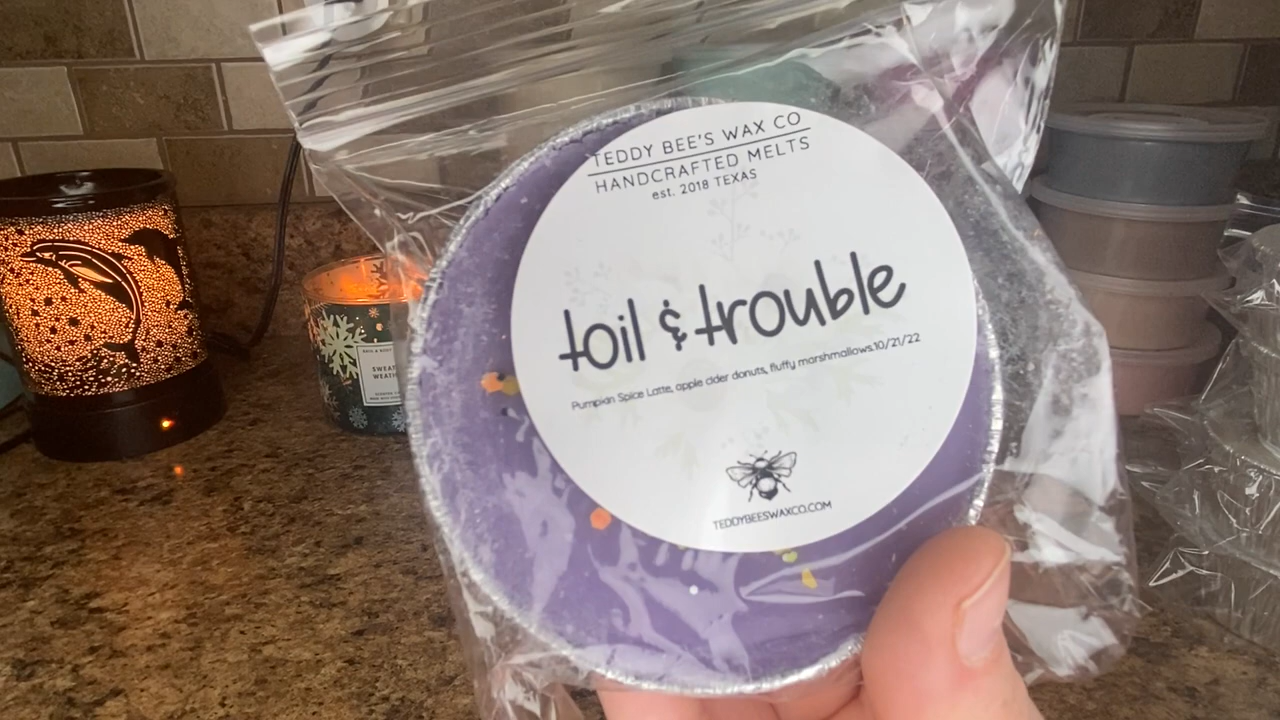 TEDDY BEE'S WAX CO
HANDCRAFTED MELTS
est. 2018 TEXAS
toil & trouble
Pumpkin Spice Latte, apple cider donuts, fluffy marshmallows.10/21/22
TEDDYBEESWAXCO.COM